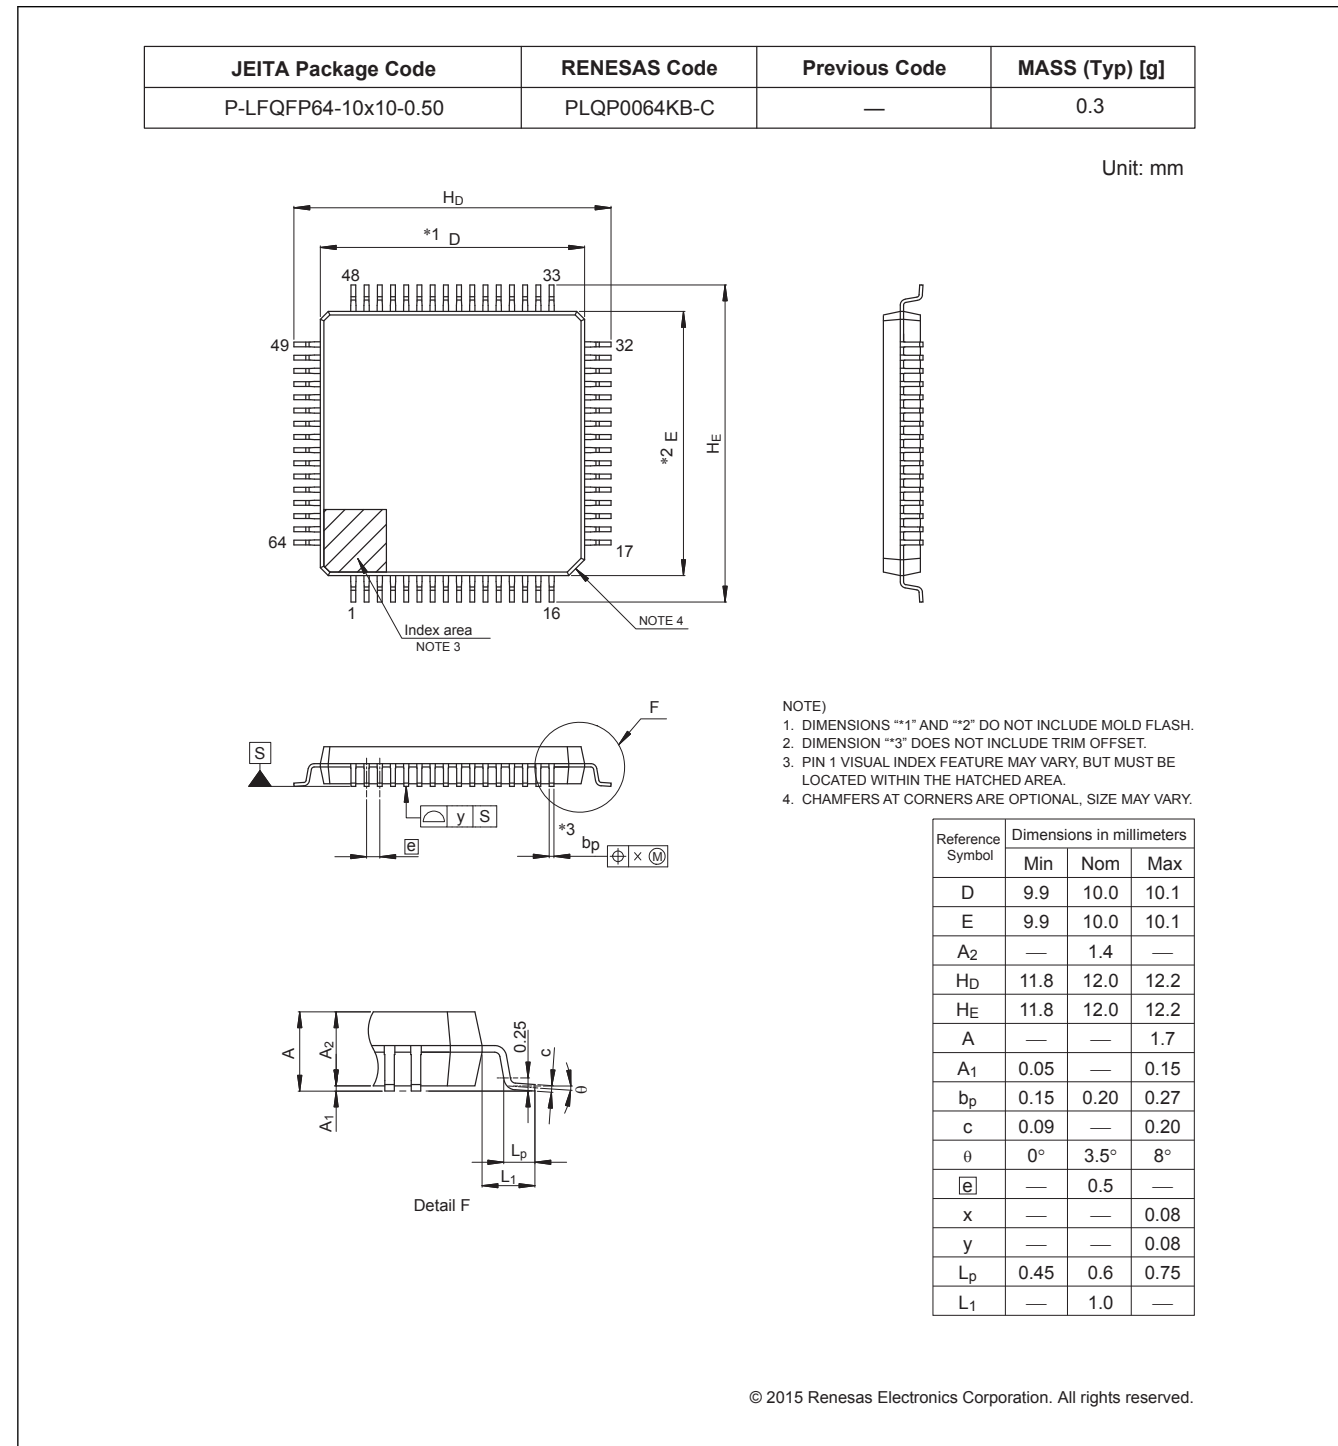 JEITA Package Code RENESAS Code Previous Code MASS (Typ) [g]
P-LFQFP64-10x10-0.50 PLQP0064KB-C — 0.3
Unit: mm
HD
*1 D
48 33
49 32
*2 E
HE
64 17
1 16
Index area
NOTE 3
NOTE 4
F
S
y S
e
*3
bp
× M
NOTE)
1. DIMENSIONS “*1” AND “*2” DO NOT INCLUDE MOLD FLASH.
2. DIMENSION “*3” DOES NOT INCLUDE TRIM OFFSET.
3. PIN 1 VISUAL INDEX FEATURE MAY VARY, BUT MUST BE
LOCATED WITHIN THE HATCHED AREA.
4. CHAMFERS AT CORNERS ARE OPTIONAL, SIZE MAY VARY.
Reference Symbol Dimensions in millimeters
Min Nom Max
D 9.9 10.0 10.1
E 9.9 10.0 10.1
A2 — 1.4 —
HD 11.8 12.0 12.2
HE 11.8 12.0 12.2
A — — 1.7
A1 0.05 — 0.15
bp 0.15 0.20 0.27
c 0.09 — 0.20
θ 0° 3.5° 8°
e — 0.5 —
x — — 0.08
y — — 0.08
Lp 0.45 0.6 0.75
L1 — 1.0 —
A
A2
A1
0.25
c
θ
Lp
L1
Detail F
© 2015 Renesas Electronics Corporation. All rights reserved.